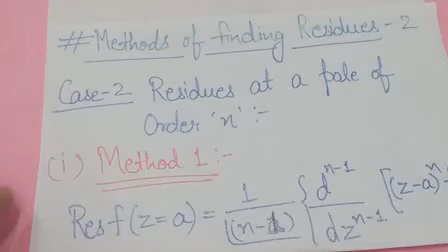 # Methods of finding Residues - 2
Case-2 Residues at a pole of
Order 'n' :-
(i) Method 1 :-
Res f (z=a) = 1/|(n-1) { d^n-1/dz^n-1 [(z-a)^n